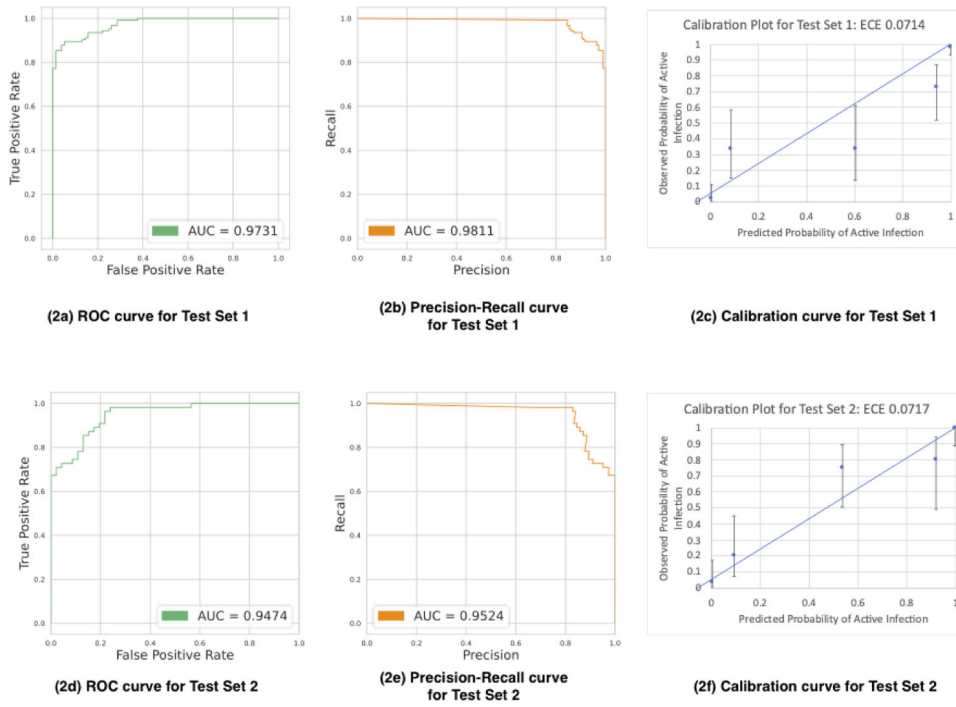 True Positive Rate
1.0
0.8
0.6
0.4
0.2
0.0
AUC = 0.9731
0.0 0.2 0.4 0.6 0.8 1.0
False Positive Rate
(2a) ROC curve for Test Set 1
Recall
1.0
0.8
0.6
0.4
0.2
0.0
AUC = 0.9811
0.0 0.2 0.4 0.6 0.8 1.0
Precision
(2b) Precision-Recall curve
for Test Set 1
Calibration Plot for Test Set 1: ECE 0.0714
Observed Probability of Active
Infection
1
0.9
0.8
0.7
0.6
0.5
0.4
0.3
0.2
0.1
0
0 0.2 0.4 0.6 0.8 1
Predicted Probability of Active Infection
(2c) Calibration curve for Test Set 1
True Positive Rate
1.0
0.8
0.6
0.4
0.2
0.0
AUC = 0.9474
0.0 0.2 0.4 0.6 0.8 1.0
False Positive Rate
(2d) ROC curve for Test Set 2
Recall
1.0
0.8
0.6
0.4
0.2
0.0
AUC = 0.9524
0.0 0.2 0.4 0.6 0.8 1.0
Precision
(2e) Precision-Recall curve
for Test Set 2
Calibration Plot for Test Set 2: ECE 0.0717
Observed Probability of Active
Infection
1
0.9
0.8
0.7
0.6
0.5
0.4
0.3
0.2
0.1
0
0 0.2 0.4 0.6 0.8 1
Predicted Probability of Active Infection
(2f) Calibration curve for Test Set 2